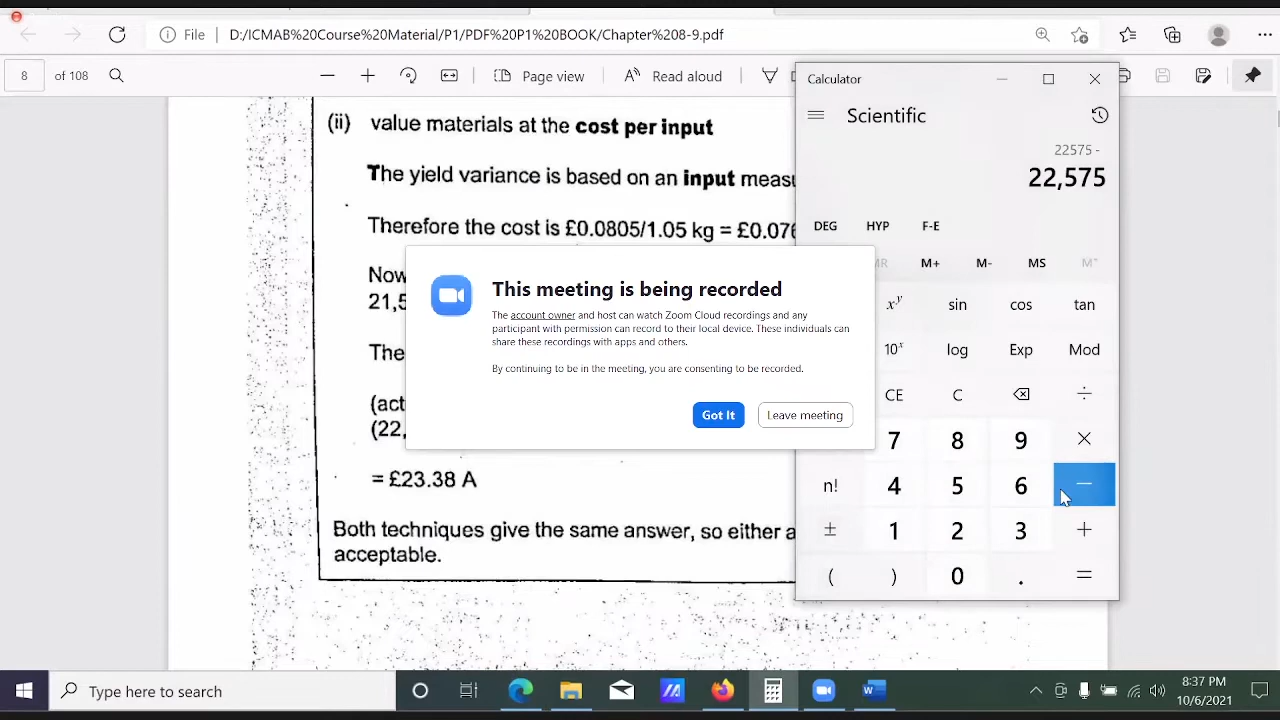 File
D:/ICMAB%20Course%20Material/P1/PDF%20P1%20BOOK/Chapter%208-9.pdf
8
of 108
Page view
Read aloud
(ii) value materials at the cost per input
The yield variance is based on an input
Therefore the cost is £0.0805/1.05 kg =
Now
The
= £23.38 A
Both techniques give the same answer, so either
acceptable.
This meeting is being recorded
The account owner and host can watch Zoom Cloud recordings and any
participant with permission can record to their local device. These individuals can
share these recordings with apps and others.
By continuing to be in the meeting, you are consenting to be recorded.
Got It
Leave meeting
Calculator
Scientific
22575 -
22,575
DEG HYP F-E
M+ M- MS
xʸ sin cos tan
10ˣ log Exp Mod
CE C ÷
7 8 9 ×
n! 4 5 6 −
± 1 2 3 +
( ) 0 . =
Type here to search
W
8:37 PM
10/6/2021